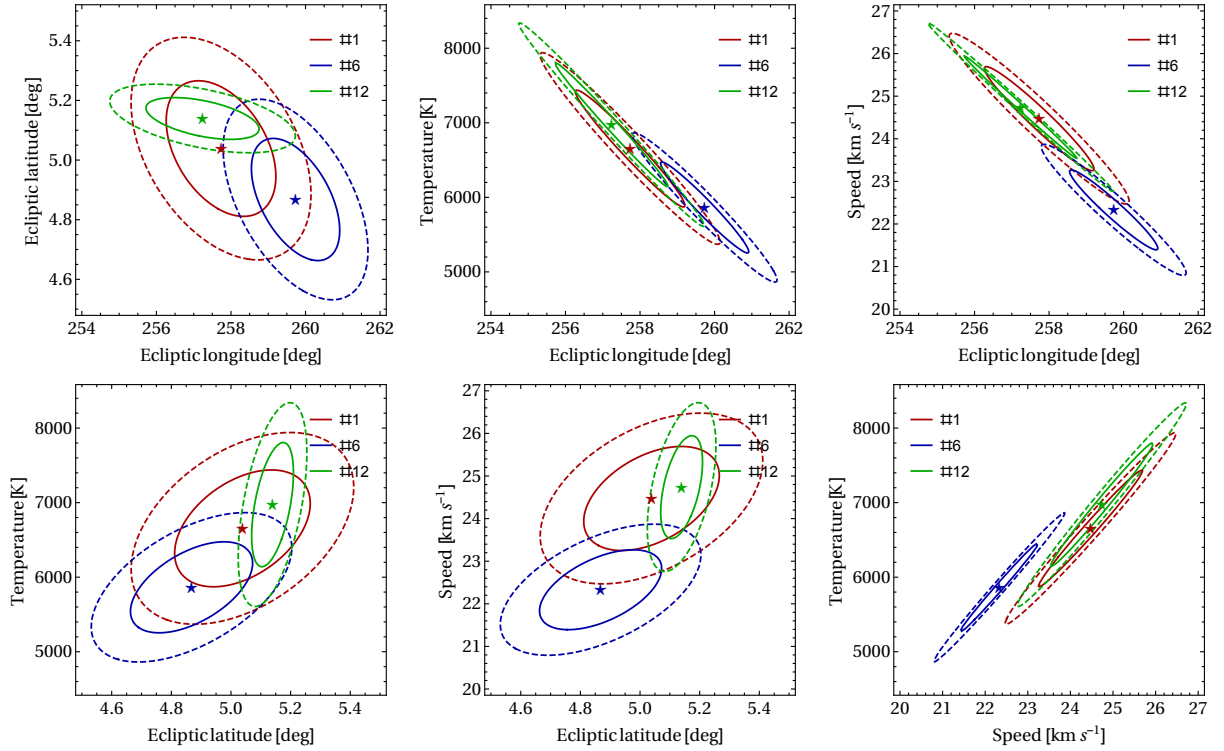 5.4
5.2
5.0
4.8
4.6
254 256 258 260 262
Ecliptic latitude [deg]
Ecliptic longitude [deg]
#1
#6
#12
8000
7000
6000
5000
254 256 258 260 262
Temperature [K]
Ecliptic longitude [deg]
#1
#6
#12
27
26
25
24
23
22
21
20
254 256 258 260 262
Speed [km s⁻¹]
Ecliptic longitude [deg]
#1
#6
#12
8000
7000
6000
5000
4.6 4.8 5.0 5.2 5.4
Temperature [K]
Ecliptic latitude [deg]
#1
#6
#12
27
26
25
24
23
22
21
20
4.6 4.8 5.0 5.2 5.4
Speed [km s⁻¹]
Ecliptic latitude [deg]
#1
#6
#12
8000
7000
6000
5000
20 21 22 23 24 25 26 27
Temperature [K]
Speed [km s⁻¹]
#1
#6
#12